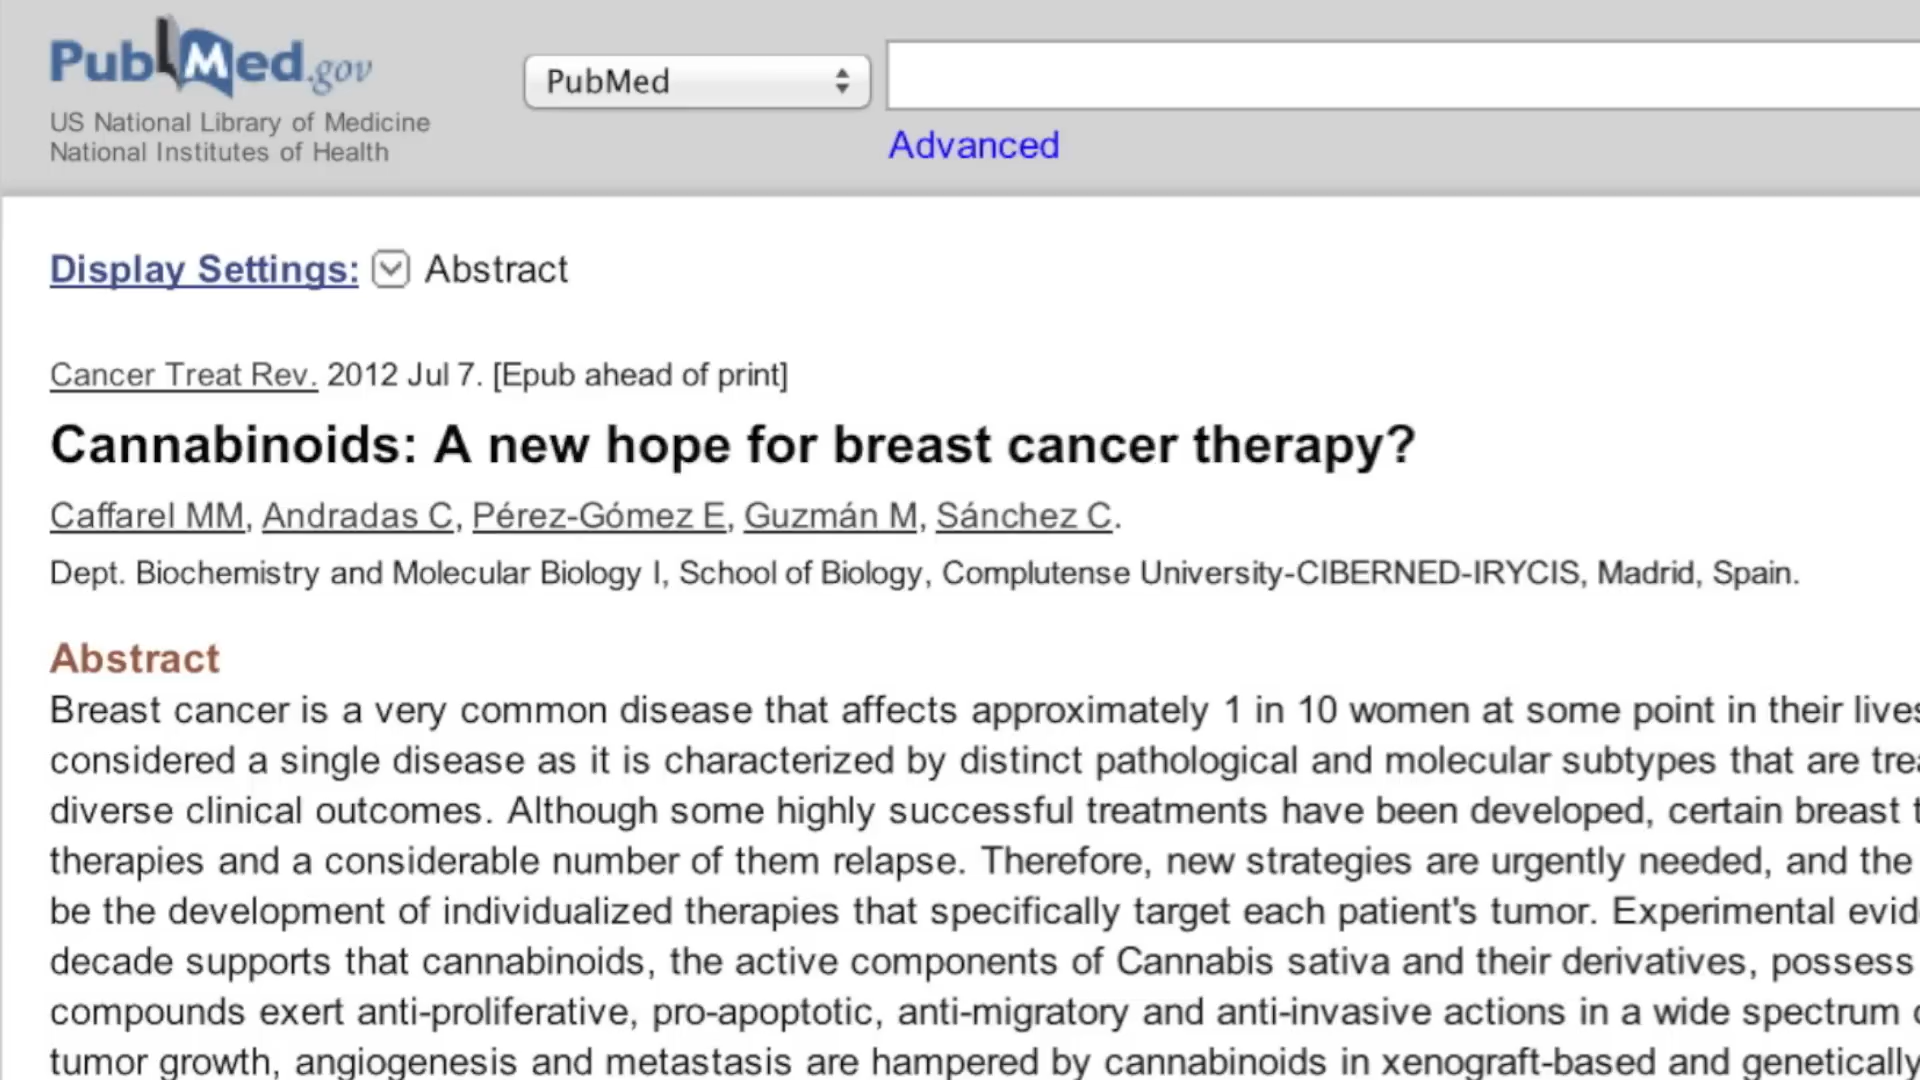 PubMed.gov
US National Library of Medicine
National Institutes of Health
PubMed
Advanced
Display Settings: Abstract
Cancer Treat Rev. 2012 Jul 7. [Epub ahead of print]
Cannabinoids: A new hope for breast cancer therapy?
Caffarel MM, Andradas C, Pérez-Gómez E, Guzmán M, Sánchez C.
Dept. Biochemistry and Molecular Biology I, School of Biology, Complutense University-CIBERNED-IRYCIS, Madrid, Spain.
Abstract
Breast cancer is a very common disease that affects approximately 1 in 10 women at some point in their lives
considered a single disease as it is characterized by distinct pathological and molecular subtypes that are
diverse clinical outcomes. Although some highly successful treatments have been developed, certain breast
therapies and a considerable number of them relapse. Therefore, new strategies are urgently needed, and the
be the development of individualized therapies that specifically target each patient's tumor. Experimental
decade supports that cannabinoids, the active components of Cannabis sativa and their derivatives, possess
compounds exert anti-proliferative, pro-apoptotic, anti-migratory and anti-invasive actions in a wide spectrum
tumor growth, angiogenesis and metastasis are hampered by cannabinoids in xenograft-based and genetically